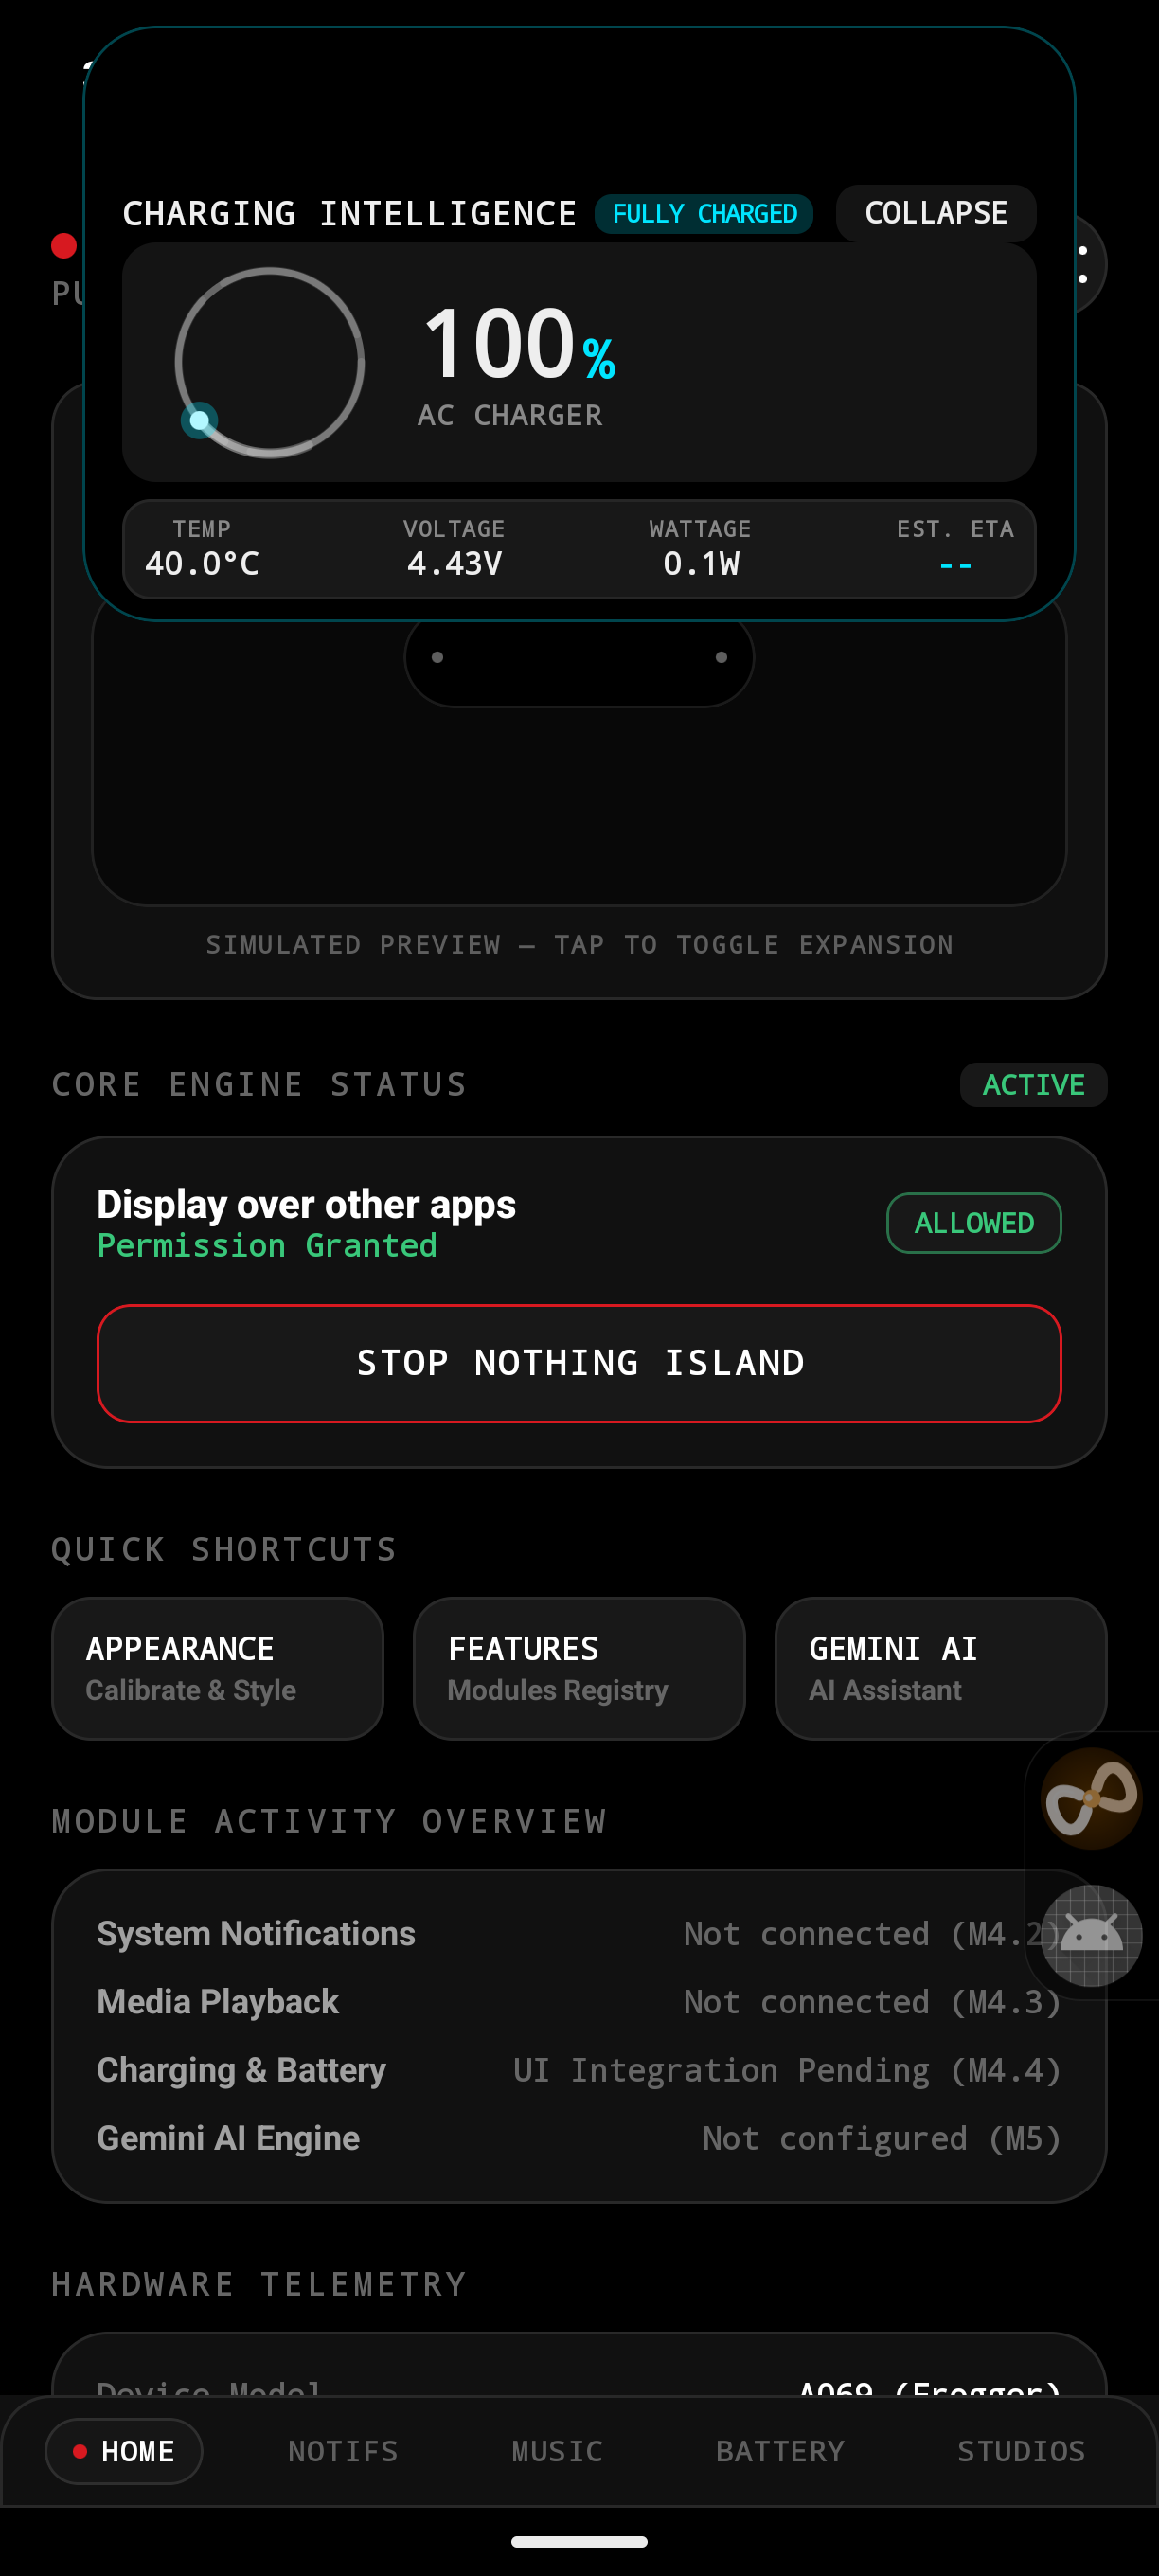 CHARGING INTELLIGENCE FULLY CHARGED COLLAPSE
100%
AC CHARGER
TEMP VOLTAGE WATTAGE EST. ETA
40.0°C 4.43V 0.1W --
SIMULATED PREVIEW — TAP TO TOGGLE EXPANSION
CORE ENGINE STATUS ACTIVE
Display over other apps
Permission Granted
ALLOWED
STOP NOTHING ISLAND
QUICK SHORTCUTS
APPEARANCE
Calibrate & Style
FEATURES
Modules Registry
GEMINI AI
AI Assistant
MODULE ACTIVITY OVERVIEW
System Notifications Not connected (M4.2)
Media Playback Not connected (M4.3)
Charging & Battery UI Integration Pending (M4.4)
Gemini AI Engine Not configured (M5)
HARDWARE TELEMETRY
Device Model A069 (Frogger)
HOME NOTIFS MUSIC BATTERY STUDIOS